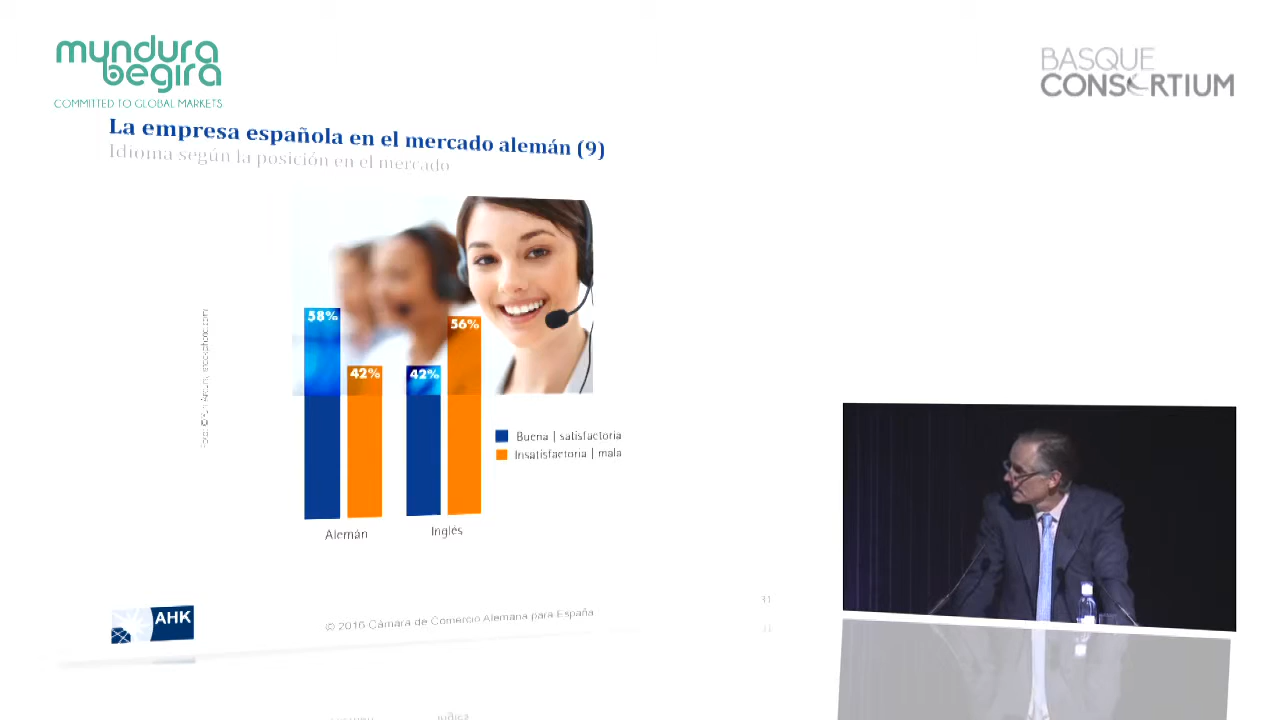 mundura
begira
COMMITTED TO GLOBAL MARKETS
BASQUE
CONSORTIUM
La empresa española en el mercado alemán (9)
Idioma según la posición en el mercado
58%
42%
42%
56%
Buena | satisfactoria
Insatisfactoria | mala
Alemán
Inglés
AHK
© 2016 Cámara de Comercio Alemana para España
31